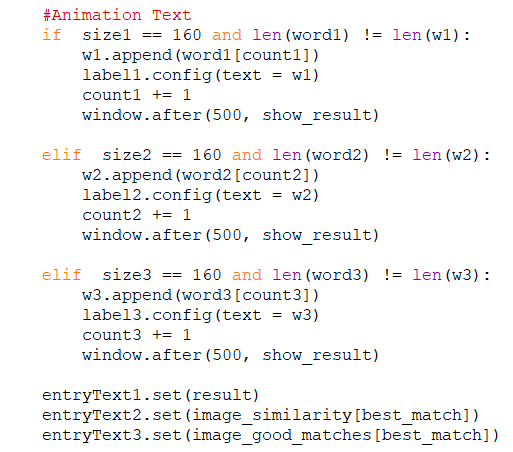 #Animation Text
if  size1 == 160 and len(word1) != len(w1):
    w1.append(word1[count1])
    label1.config(text = w1)
    count1 += 1
    window.after(500, show_result)

elif  size2 == 160 and len(word2) != len(w2):
    w2.append(word2[count2])
    label2.config(text = w2)
    count2 += 1
    window.after(500, show_result)

elif  size3 == 160 and len(word3) != len(w3):
    w3.append(word3[count3])
    label3.config(text = w3)
    count3 += 1
    window.after(500, show_result)

entryText1.set(result)
entryText2.set(image_similarity[best_match])
entryText3.set(image_good_matches[best_match])